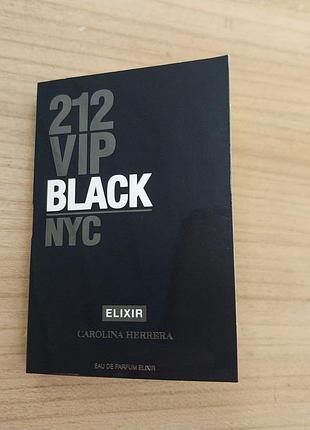 212
VIP
BLACK
NYC
ELIXIR
CAROLINA HERRERA
EAU DE PARFUM ELIXIR